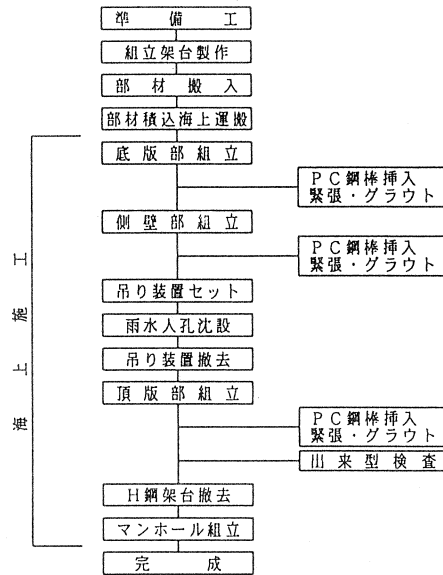 準備工
組立架台製作
部材搬入
部材積込海上運搬
底版部組立
PC鋼棒挿入
緊張・グラウト
側壁部組立
PC鋼棒挿入
緊張・グラウト
吊り装置セット
雨水人孔沈設
吊り装置撤去
頂版部組立
PC鋼棒挿入
緊張・グラウト
出来型検査
H鋼架台撤去
マンホール組立
完成
海上施工